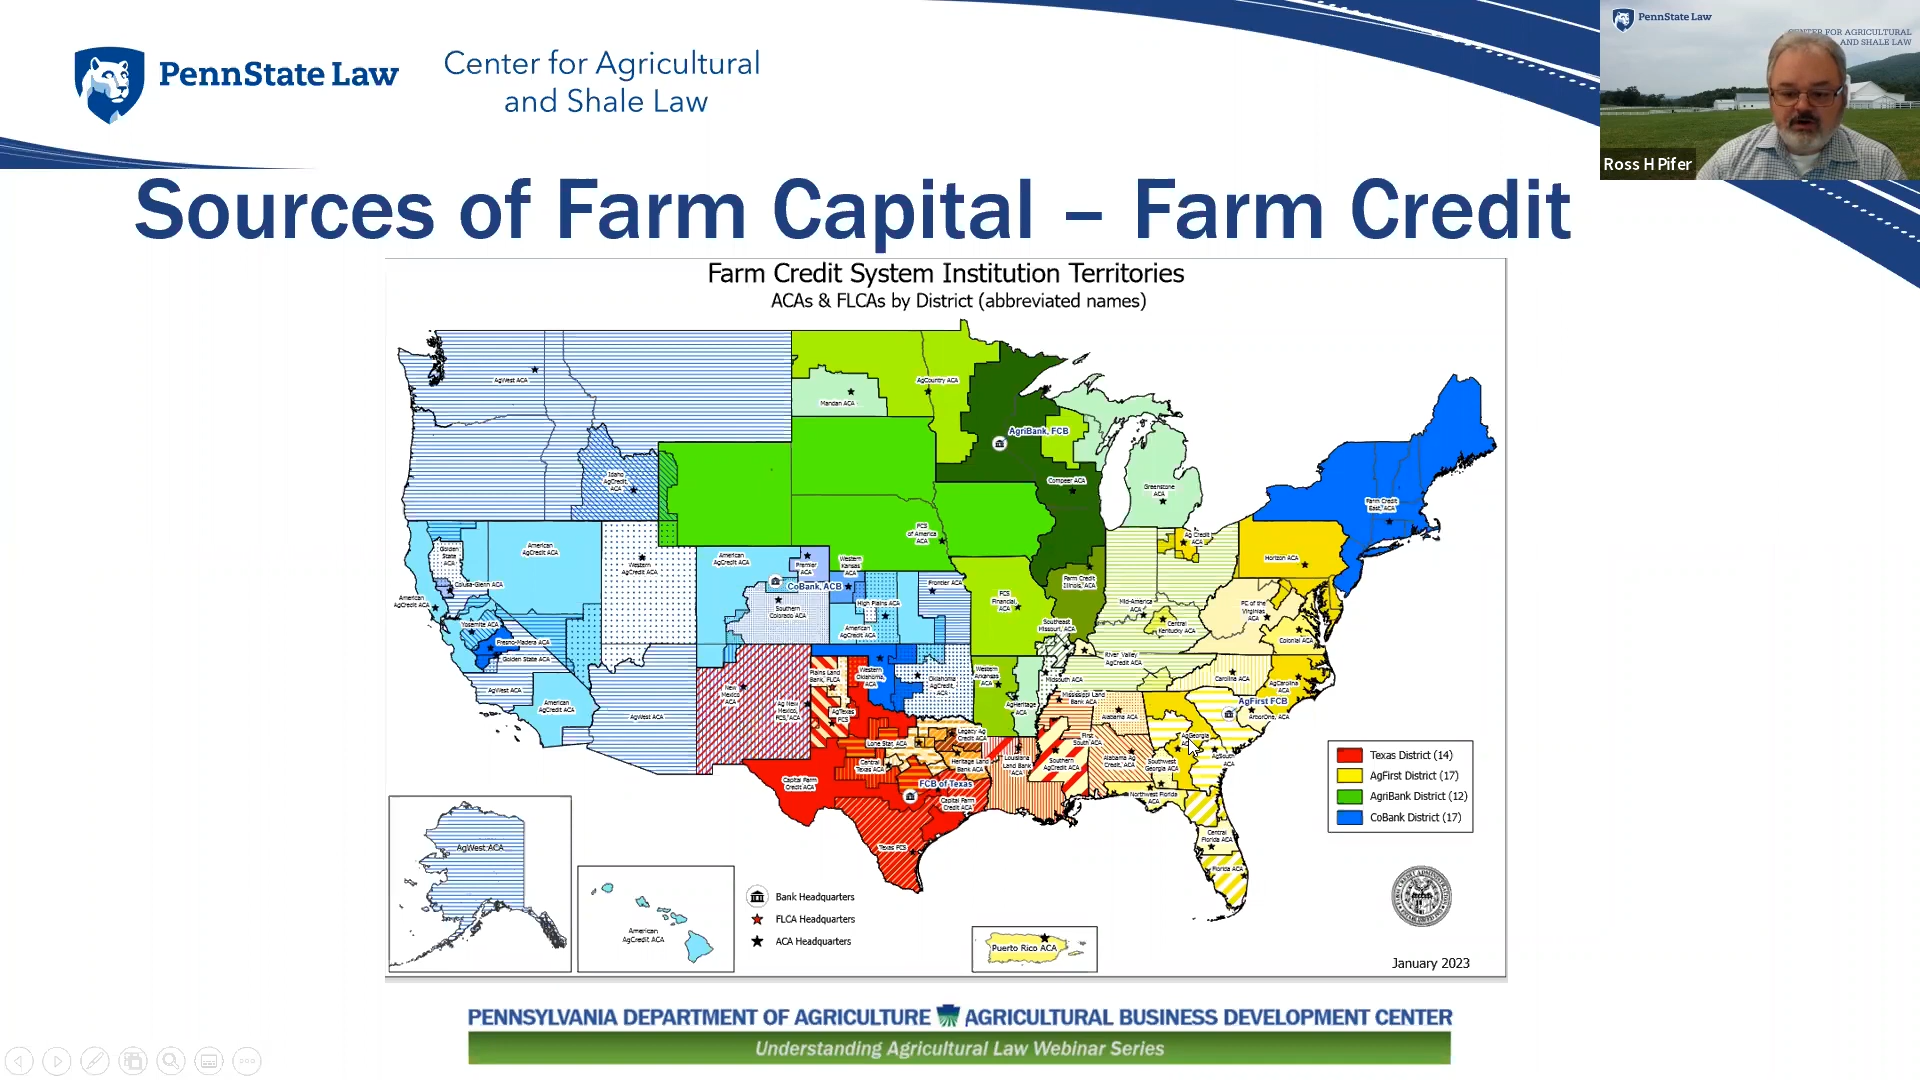 PennState Law
Center for Agricultural
and Shale Law
PennState Law
CENTER FOR AGRICULTURAL
AND SHALE LAW
Ross H Pifer
Sources of Farm Capital – Farm Credit
Farm Credit System Institution Territories
ACAs & FLCAs by District (abbreviated names)
AgWest ACA
Mandan ACA
AgCountry ACA
AgriBank, FCB
Idaho
AgCredit,
ACA
Compeer ACA
Greenstone
ACA
Farm Credit
East, ACA
FCS
of America
ACA
Golden
State
ACA
American
AgCredit ACA
Western
AgCredit ACA
American
AgCredit ACA
Premier
ACA
Western
Kansas
ACA
Ag Credit
ACA
Horizon ACA
Colusa-Glenn ACA
CoBank, ACB
Frontier ACA
Farm Credit
Illinois, ACA
American
AgCredit ACA
Southern
Colorado ACA
High Plains ACA
FCS
Financial,
ACA
Mid-America
ACA
FC of the
Virginias
ACA
Yosemite ACA
American
AgCredit ACA
Southeast
Missouri, ACA
Central
Kentucky ACA
Colonial ACA
Fresno-Madera ACA
Golden State ACA
River Valley
AgCredit ACA
AgWest ACA
New
Mexico
ACA
Plains Land
Bank, FLCA
Western
Oklahoma,
ACA
Oklahoma
AgCredit,
ACA
Western
Arkansas
ACA
Midsouth ACA
Carolina ACA
AgCarolina
ACA
American
AgCredit ACA
AgWest ACA
Ag New
Mexico,
FCS, ACA
AgTexas
FCS
AgHeritage
ACA
Mississippi Land
Bank ACA
Alabama ACA
AgFirst FCB
ArborOne, ACA
Lone Star, ACA
Legacy Ag
Credit ACA
First
South ACA
AgGeorgia
Central
Texas ACA
Heritage Land
Bank ACA
Louisiana
Land Bank
ACA
Southern
AgCredit ACA
Alabama Ag
Credit, ACA
Southwest
Georgia ACA
AgSouth
ACA
Capital Farm
Credit ACA
FCB of Texas
Capital Farm
Credit ACA
Northwest Florida
ACA
Texas FCS
Central
Florida ACA
Florida ACA
Texas District (14)
AgFirst District (17)
AgriBank District (12)
CoBank District (17)
AgWest ACA
American
AgCredit ACA
Bank Headquarters
FLCA Headquarters
ACA Headquarters
Puerto Rico ACA
January 2023
PENNSYLVANIA DEPARTMENT OF AGRICULTURE AGRICULTURAL BUSINESS DEVELOPMENT CENTER
Understanding Agricultural Law Webinar Series